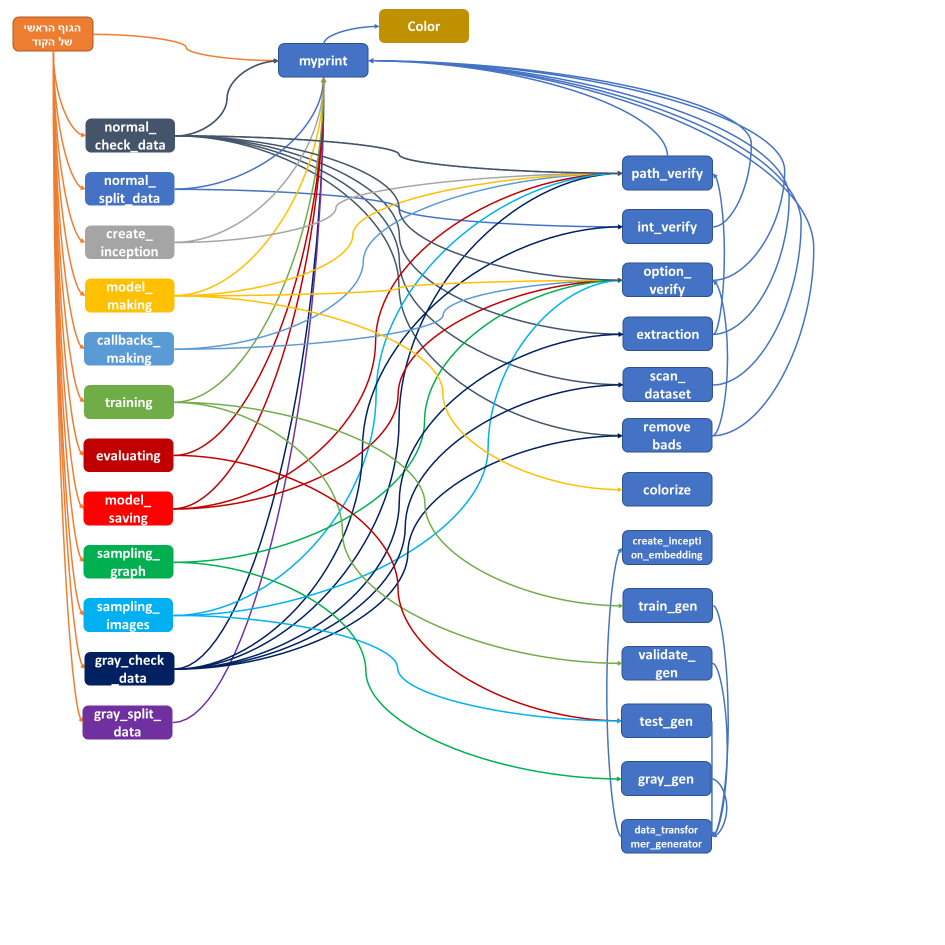 הגוף הראשי
של הקוד
Color
myprint
normal_
check_data
normal_
split_data
create_
inception
model_
making
callbacks_
making
training
evaluating
model_
saving
sampling_
graph
sampling_
images
gray_check
_data
gray_split_
data
path_verify
int_verify
option_
verify
extraction
scan_
dataset
remove
bads
colorize
create_incepti
on_embedding
train_gen
validate_
gen
test_gen
gray_gen
data_transfor
mer_generator